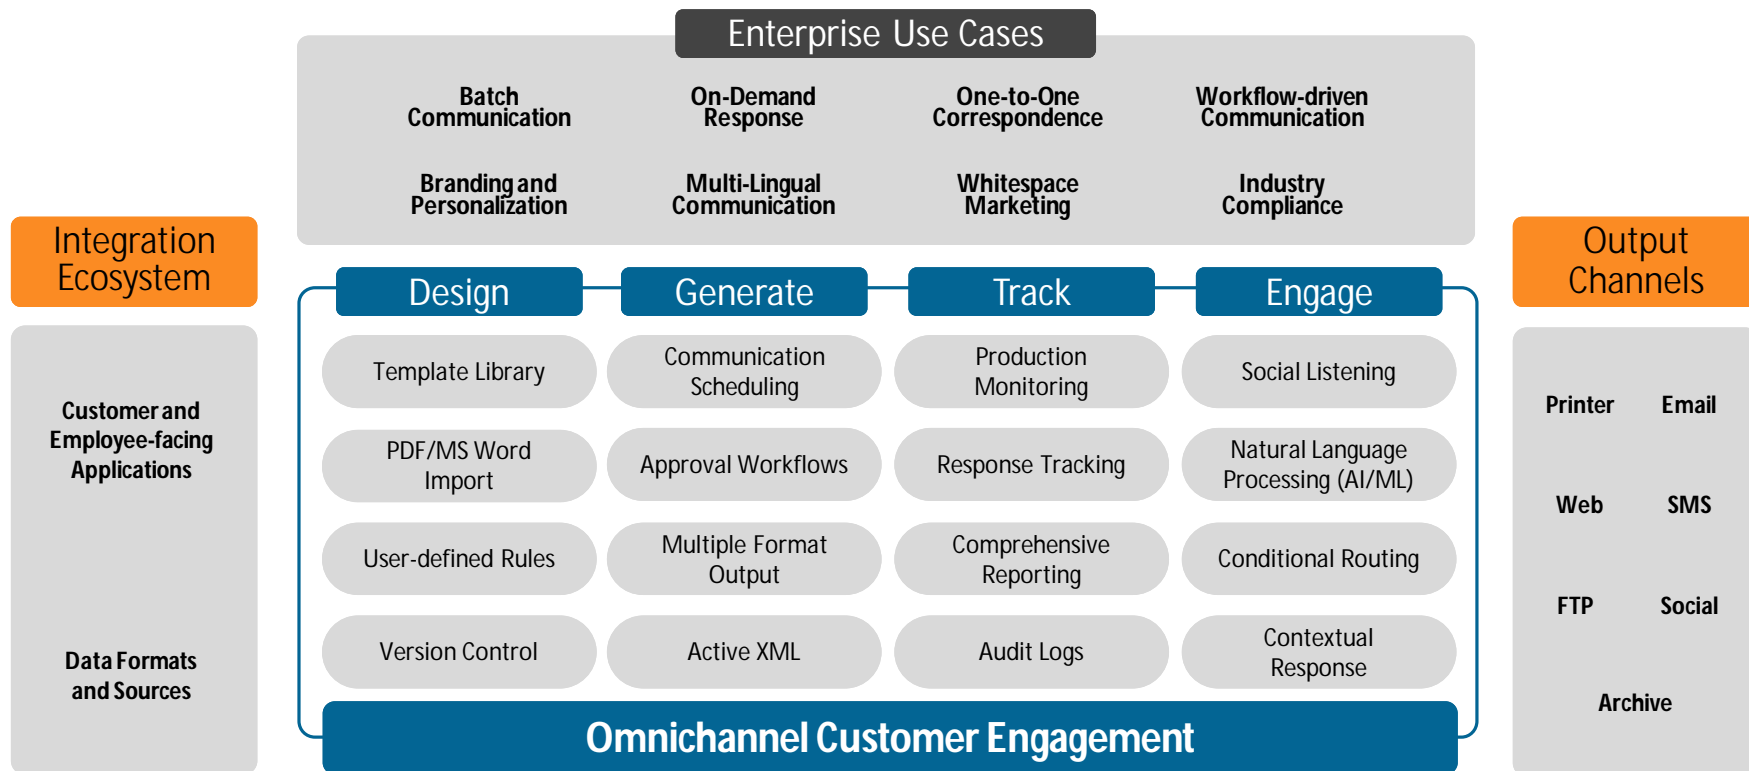 Enterprise Use Cases
Batch
Communication
On-Demand
Response
One-to-One
Correspondence
Workflow-driven
Communication
Branding and
Personalization
Multi-Lingual
Communication
Whitespace
Marketing
Industry
Compliance
Integration
Ecosystem
Customer and
Employee-facing
Applications
Data Formats
and Sources
Design
Template Library
PDF/MS Word
Import
User-defined Rules
Version Control
Generate
Communication
Scheduling
Approval Workflows
Multiple Format
Output
Active XML
Track
Production
Monitoring
Response Tracking
Comprehensive
Reporting
Audit Logs
Engage
Social Listening
Natural Language
Processing (AI/ML)
Conditional Routing
Contextual
Response
Omnichannel Customer Engagement
Output
Channels
Printer
Email
Web
SMS
FTP
Social
Archive